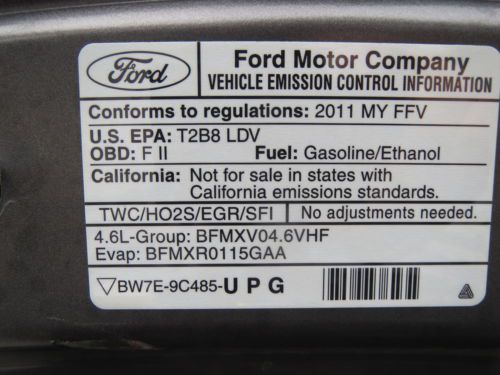 Ford
Ford Motor Company
VEHICLE EMISSION CONTROL INFORMATION
Conforms to regulations: 2011 MY FFV
U.S. EPA: T2B8 LDV
OBD: F II Fuel: Gasoline/Ethanol
California: Not for sale in states with
California emissions standards.
TWC/HO2S/EGR/SFI No adjustments needed.
4.6L-Group: BFMXV04.6VHF
Evap: BFMXR0115GAA
BW7E-9C485-U P G